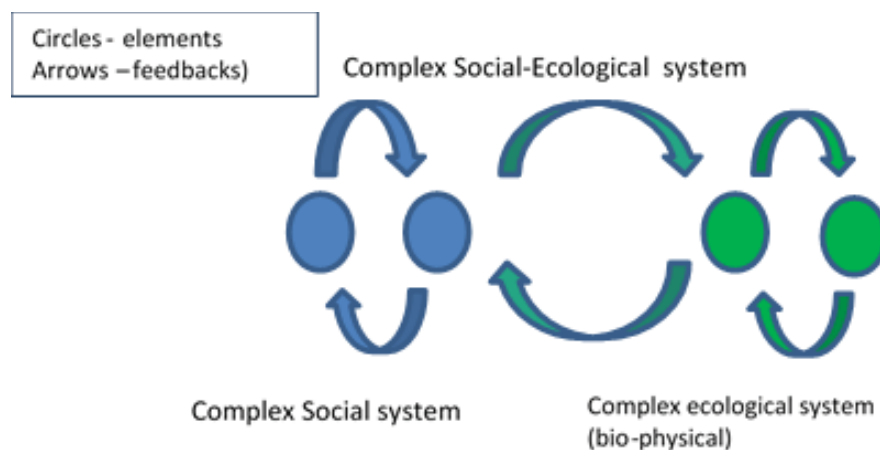 Circles - elements
Arrows – feedbacks)
Complex Social-Ecological system
Complex Social system
Complex ecological system
(bio-physical)